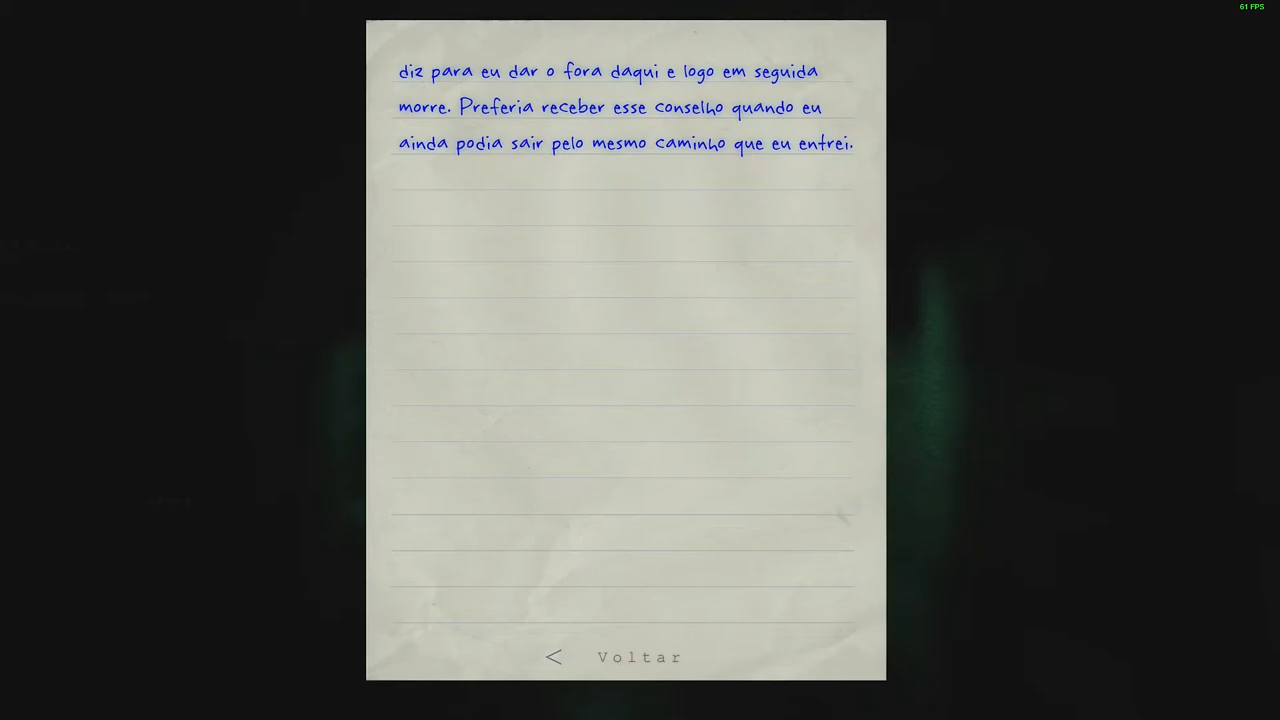 61 FPS
diz para eu dar o fora daqui e logo em seguida
morre. Preferia receber esse conselho quando eu
ainda podia sair pelo mesmo caminho que eu entrei.
< Voltar